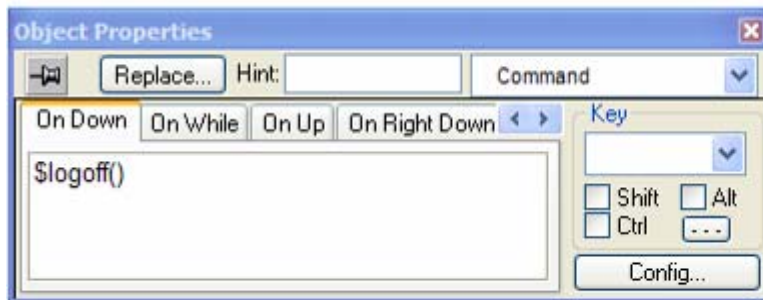 Object Properties
Replace... Hint: Command
On Down On While On Up On Right Down Key
$logoff()
Shift Alt
Ctrl ...
Config...